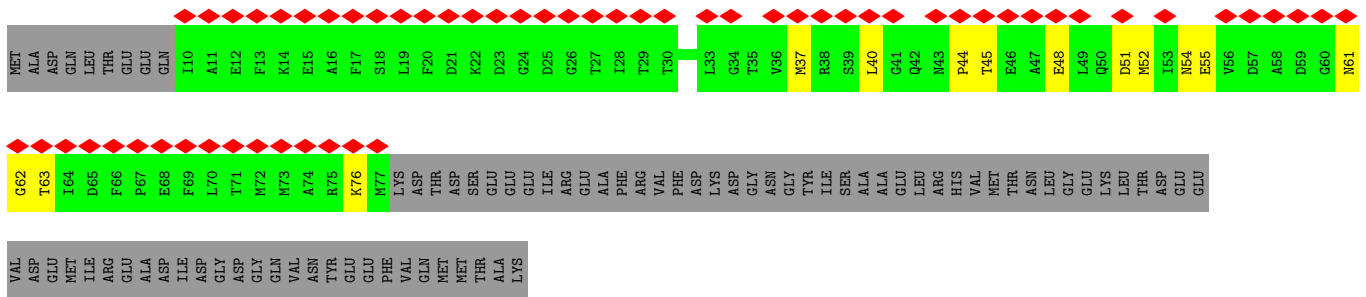 MET ALA ASP GLN LEU THR GLU GLU GLN I10 A11 E12 F13 K14 E15 A16 F17 S18 L19 F20 D21 K22 D23 G24 D25 G26 T27 I28 T29 T30 L33 G34 T35 V36 M37 R38 S39 L40 G41 Q42 N43 P44 T45 E46 A47 E48 L49 Q50 D51 M52 I53 N54 E55 V56 D57 A58 D59 G60 N61
G62 T63 I64 D65 F66 P67 E68 F69 L70 T71 M72 M73 A74 R75 K76 M77 LYS ASP THR ASP SER GLU GLU GLU ILE ARG GLU ALA PHE ARG VAL PHE ASP LYS ASP GLY ASN GLY TYR ILE SER ALA ALA GLU LEU ARG HIS VAL MET THR ASN LEU GLY GLU LYS LEU THR ASP GLU GLU
VAL ASP GLU MET ILE ARG GLU ALA ASP ILE ASP GLY ASP GLY GLN VAL ASN TYR GLU GLU PHE VAL GLN MET MET THR ALA LYS